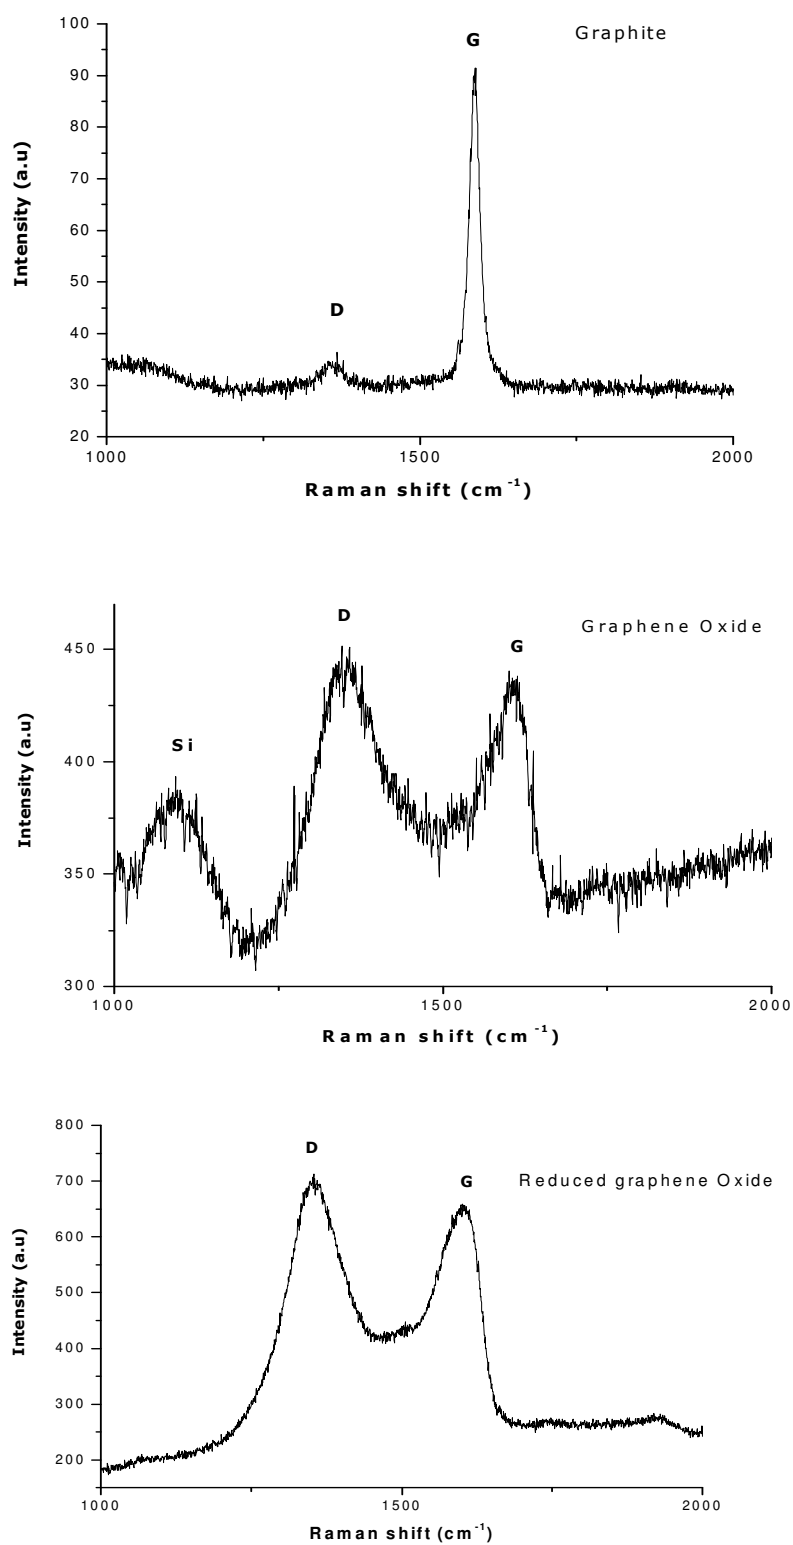 Graphite
G
D
100
90
80
70
60
50
40
30
20
Intensity (a.u)
1000 1500 2000
Raman shift (cm⁻¹)
Graphene Oxide
D
G
Si
450
400
350
300
Intensity (a.u)
1000 1500 2000
Raman shift (cm⁻¹)
Reduced graphene Oxide
D
G
800
700
600
500
400
300
200
Intensity (a.u)
1000 1500 2000
Raman shift (cm⁻¹)